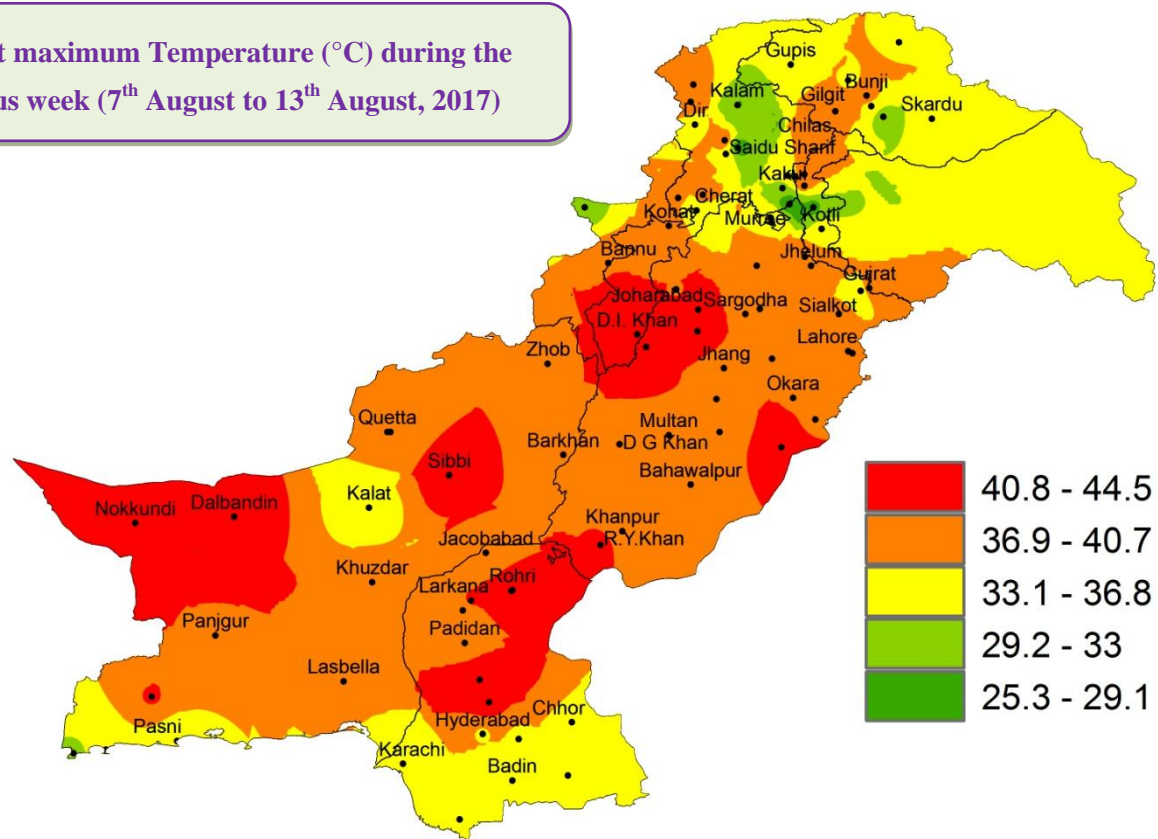 t maximum Temperature (°C) during the
us week (7th August to 13th August, 2017)
Gupis
Kalam
Bunji
Gilgit
Skardu
Dir
Chilas
Saidu Sharif
Cherat
Kohat
Kotli
Bannu
Jhelum
Gujrat
Joharabad
Sargodha
Sialkot
D.I. Khan
Lahore
Zhob
Jhang
Okara
Quetta
Multan
Barkhan
D G Khan
Sibbi
Bahawalpur
Kalat
Nokkundi
Dalbandin
Khanpur
R.Y.Khan
Jacobabad
Khuzdar
Larkana
Rohri
Panjgur
Padidan
Lasbella
Pasni
Hyderabad
Chhor
Karachi
Badin
40.8 - 44.5
36.9 - 40.7
33.1 - 36.8
29.2 - 33
25.3 - 29.1